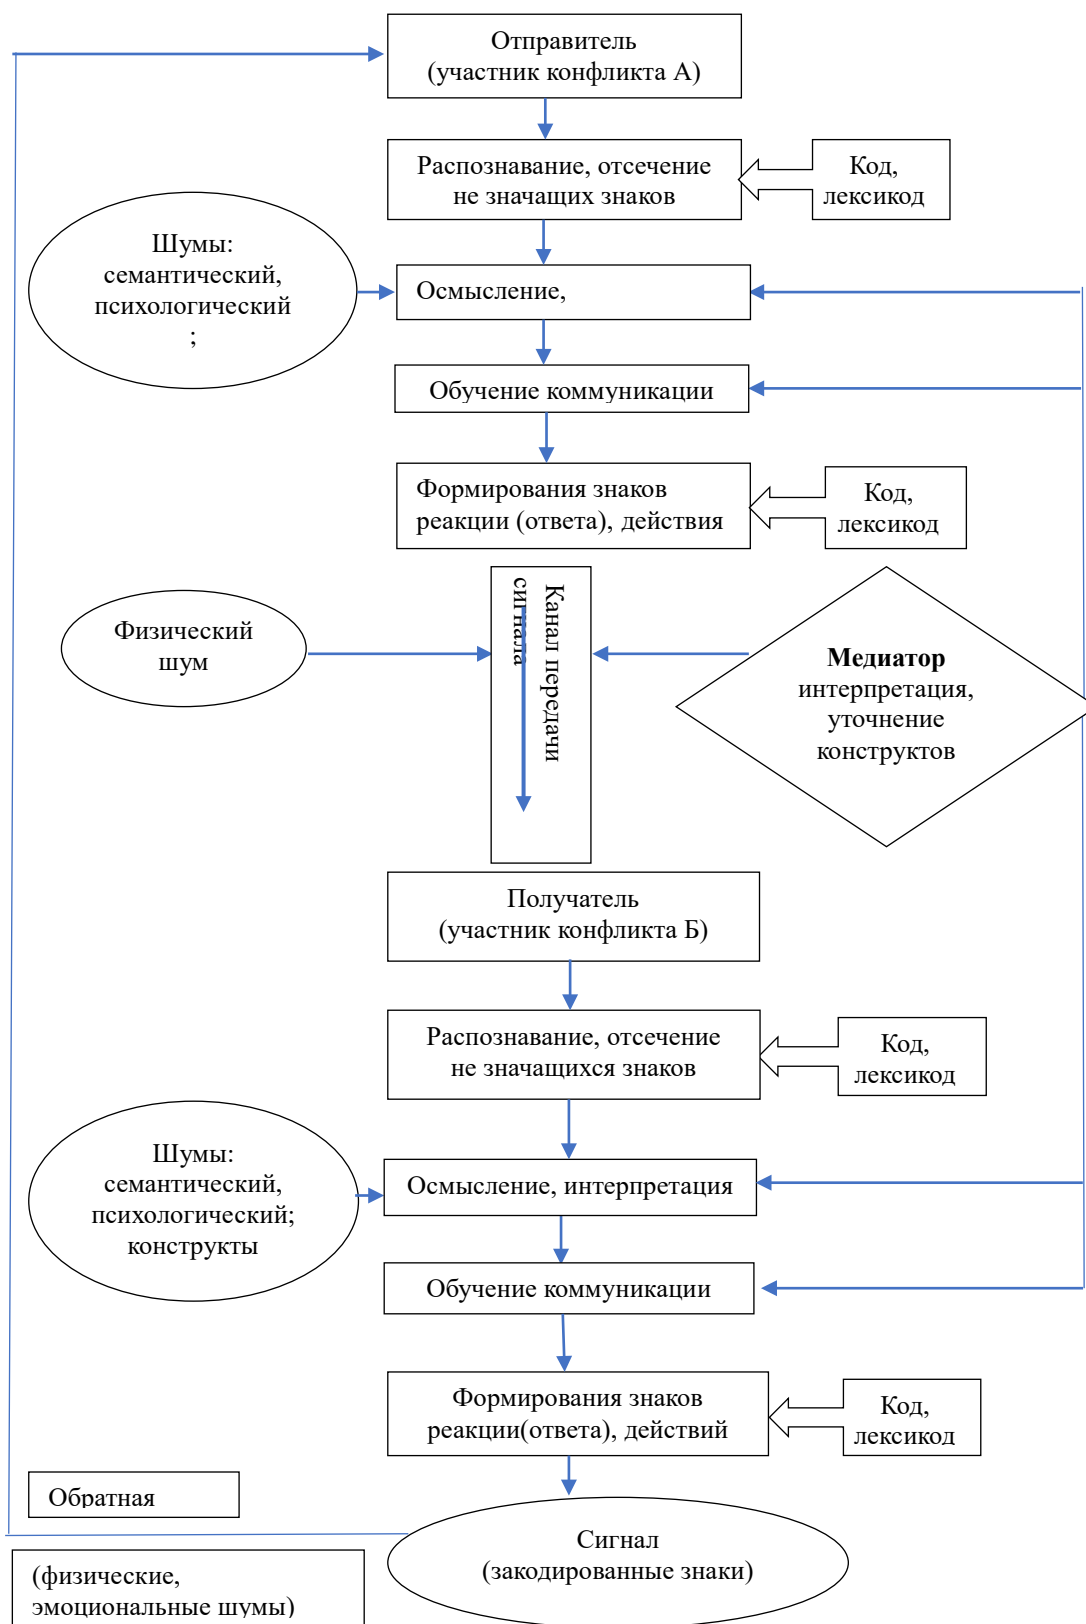 Отправитель
(участник конфликта А)
Распознавание, отсечение
не значащих знаков
Код,
лексикод
Шумы:
семантический,
психологический
;
Осмысление,
Обучение коммуникации
Формирования знаков
реакции (ответа), действия
Код,
лексикод
Физический
шум
Канал передачи
сигнала
Медиатор
интерпретация,
уточнение
конструктов
Получатель
(участник конфликта Б)
Распознавание, отсечение
не значащихся знаков
Код,
лексикод
Шумы:
семантический,
психологический;
конструкты
Осмысление, интерпретация
Обучение коммуникации
Формирования знаков
реакции(ответа), действий
Код,
лексикод
Обратная
Сигнал
(закодированные знаки)
(физические,
эмоциональные шумы)